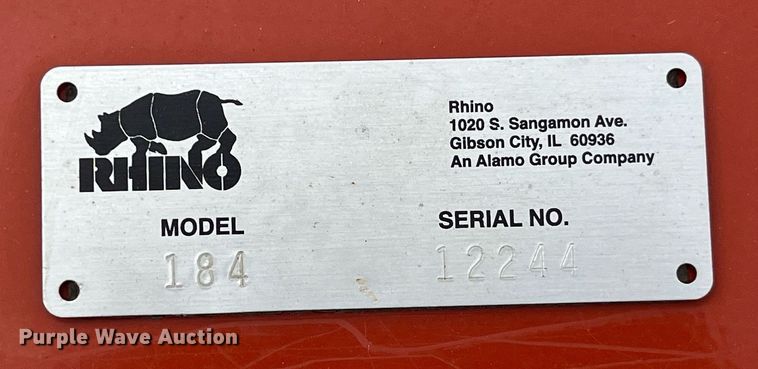 RHINO
Rhino
1020 S. Sangamon Ave.
Gibson City, IL 60936
An Alamo Group Company
MODEL
184
SERIAL NO.
12244
Purple Wave Auction